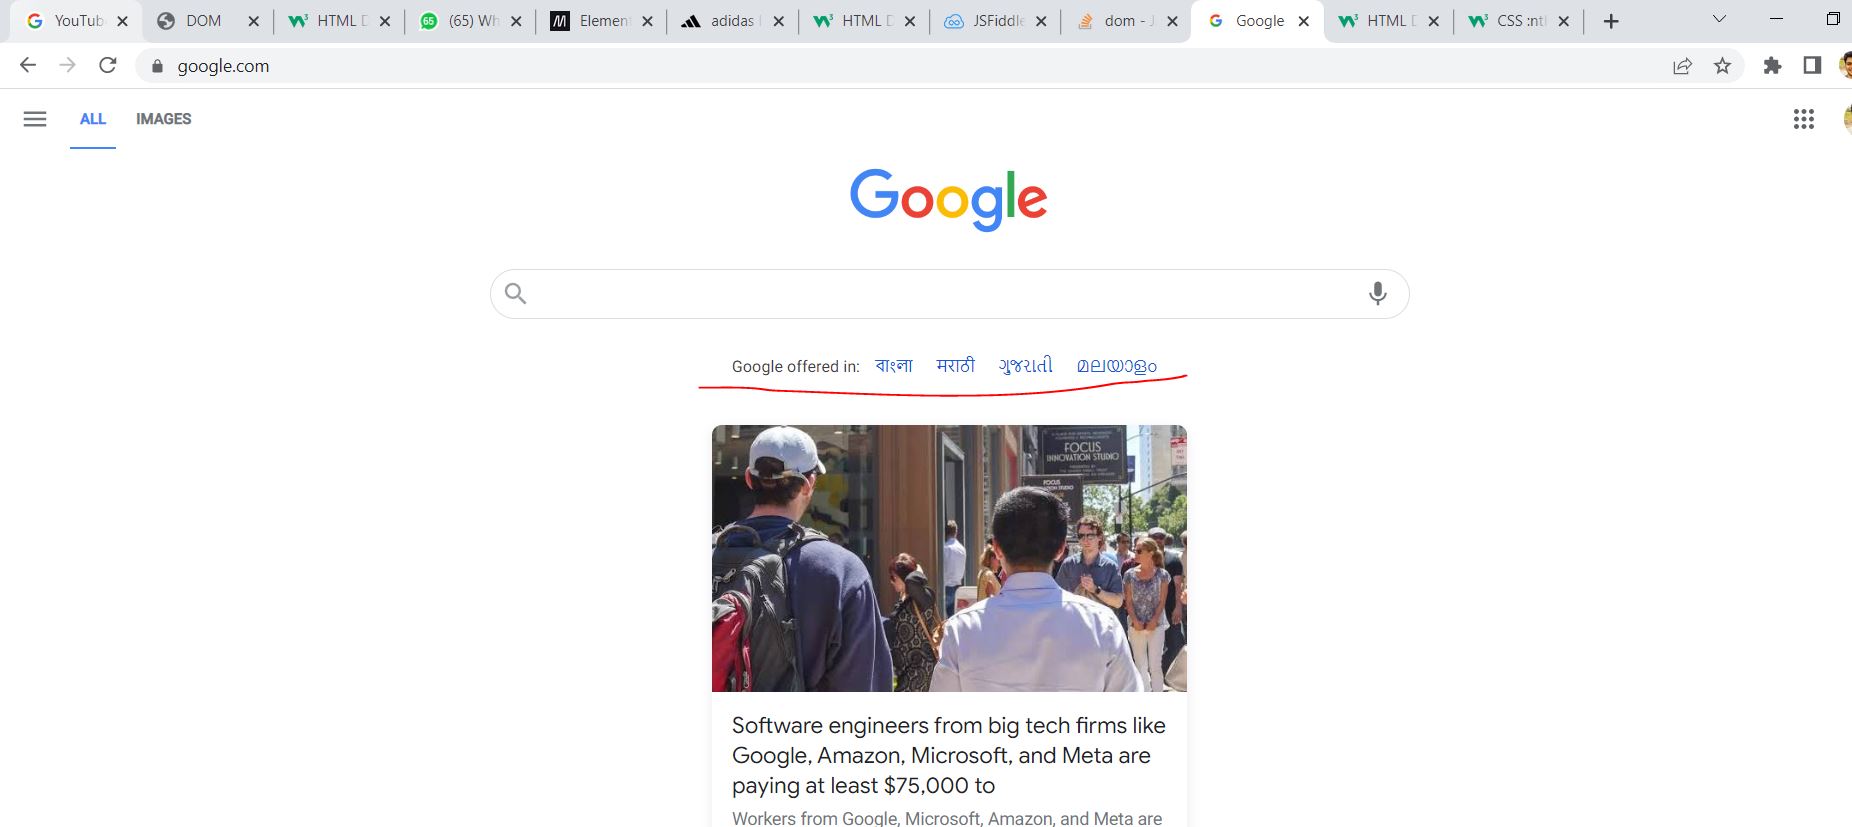 YouTub DOM HTML D (65) Wh Elemen adidas HTML D JSFiddle dom - J Google HTML D CSS :nt
google.com
ALL IMAGES
Google
Google offered in: বাংলা मराठी ગુજરાતી മലയാളം
FOCUS
INNOVATION STUDIO
FOCUS
Software engineers from big tech firms like
Google, Amazon, Microsoft, and Meta are
paying at least $75,000 to
Workers from Google, Microsoft, Amazon, and Meta are